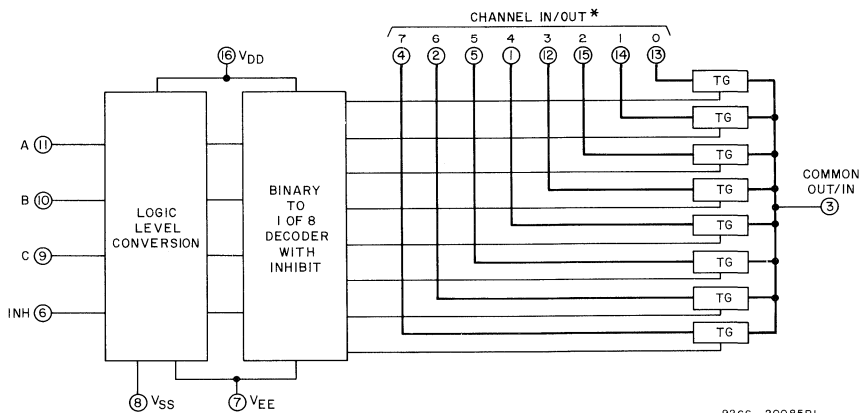 CHANNEL IN/OUT *
7 6 5 4 3 2 1 0
4 2 5 1 12 15 14 13
16 VDD
TG
TG
TG
TG
TG
TG
TG
TG
A 11
B 10
C 9
INH 6
LOGIC
LEVEL
CONVERSION
BINARY
TO
1 OF 8
DECODER
WITH
INHIBIT
COMMON
OUT/IN
3
8 VSS
7 VEE